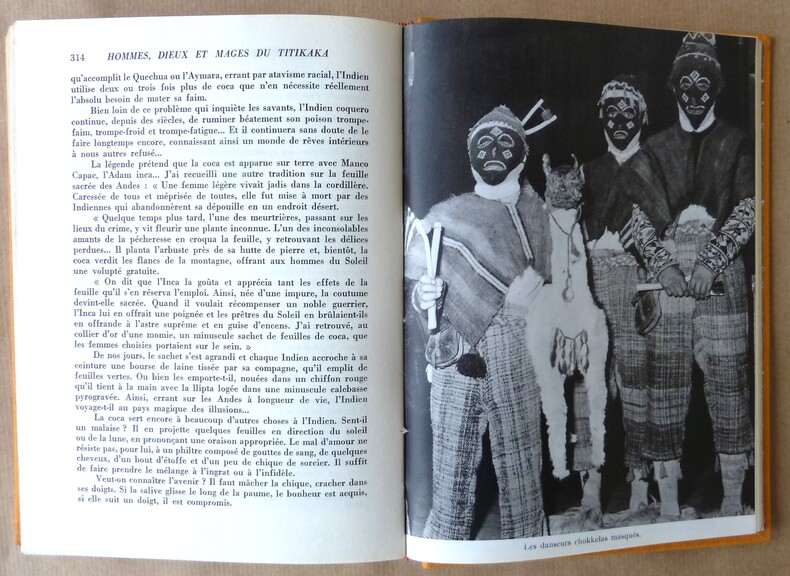 314 HOMMES, DIEUX ET MAGES DU TITIKAKA
qu'accomplit le Quechua ou l'Aymara, errant par atavisme racial, l'Indien
utilise deux ou trois fois plus de coca que n'en nécessite réellement
l'absolu besoin de mater sa faim.
Bien loin de ce problème qui inquiète les savants, l'Indien coquero
continue, depuis des siècles, de ruminer béatement son poison trompe-
faim, trompe-froid et trompe-fatigue... Et il continuera sans doute de le
faire longtemps encore, connaissant ainsi un monde de rêves intérieurs
à nous autres refusé...
La légende prétend que la coca est apparue sur terre avec Manco
Capac, l'Adam inca... J'ai recueilli une autre tradition sur la feuille
sacrée des Andes : « Une femme légère vivait jadis dans la cordillère.
Caressée de tous et méprisée de toutes, elle fut mise à mort par des
Indiennes qui abandonnèrent sa dépouille en un endroit désert.
« Quelque temps plus tard, l'une des meurtrières, passant sur les
lieux du crime, y vit fleurir une plante inconnue. L'un des inconsolables
amants de la pécheresse en croqua la feuille, y retrouvant les délices
perdues... Il planta l'arbuste près de sa hutte de pierre et, bientôt, la
coca verdit les flancs de la montagne, offrant aux hommes du Soleil
une volupté gratuite.
« On dit que l'Inca la goûta et apprécia tant les effets de la
feuille qu'il s'en réserva l'emploi. Ainsi, née d'une impure, la coutume
devint-elle sacrée. Quand il voulait récompenser un noble guerrier,
l'Inca lui en offrait une poignée et les prêtres du Soleil en brûlaient-ils
en offrande à l'astre suprême et en guise d'encens. J'ai retrouvé, au
collier d'or d'une momie, un minuscule sachet de feuilles de coca, que
les femmes choisies portaient sur le sein. »
De nos jours, le sachet s'est agrandi et chaque Indien accroche à sa
ceinture une bourse de laine tissée par sa compagne, qu'il emplit de
feuilles vertes. Ou bien les emporte-t-il, nouées dans un chiffon rouge
qu'il tient à la main avec la llipta logée dans une minuscule calebasse
pyrogravée. Ainsi, errant sur les Andes à longueur de vie, l'Indien
voyage-t-il au pays magique des illusions...
La coca sert encore à beaucoup d'autres choses à l'Indien. Sent-il
un malaise ? Il en projette quelques feuilles en direction du soleil
ou de la lune, en prononçant une oraison appropriée. Le mal d'amour ne
résiste pas, pour lui, à un philtre composé de gouttes de sang, de quelques
cheveux, d'un bout d'étoffe et d'un peu de chique de sorcier. Il suffit
de faire prendre le mélange à l'ingrat ou à l'infidèle.
Veut-on connaître l'avenir ? Il faut mâcher la chique, cracher dans
ses doigts. Si la salive glisse le long de la paume, le bonheur est acquis,
si elle suit un doigt, il est compromis.
Les danseurs chokkelas masqués.